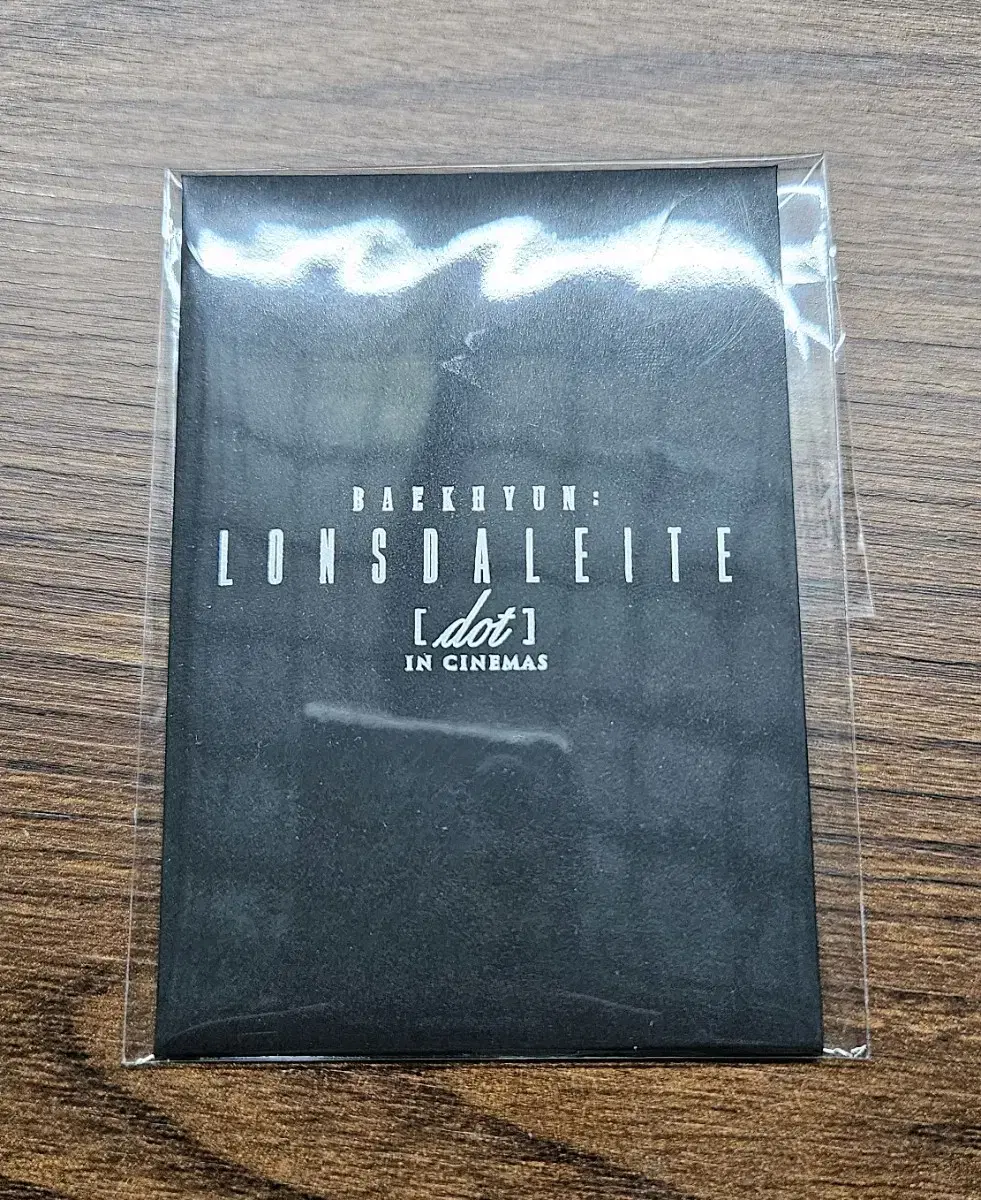 BAEKHYUN:
LONSDALEITE
[dot]
IN CINEMAS